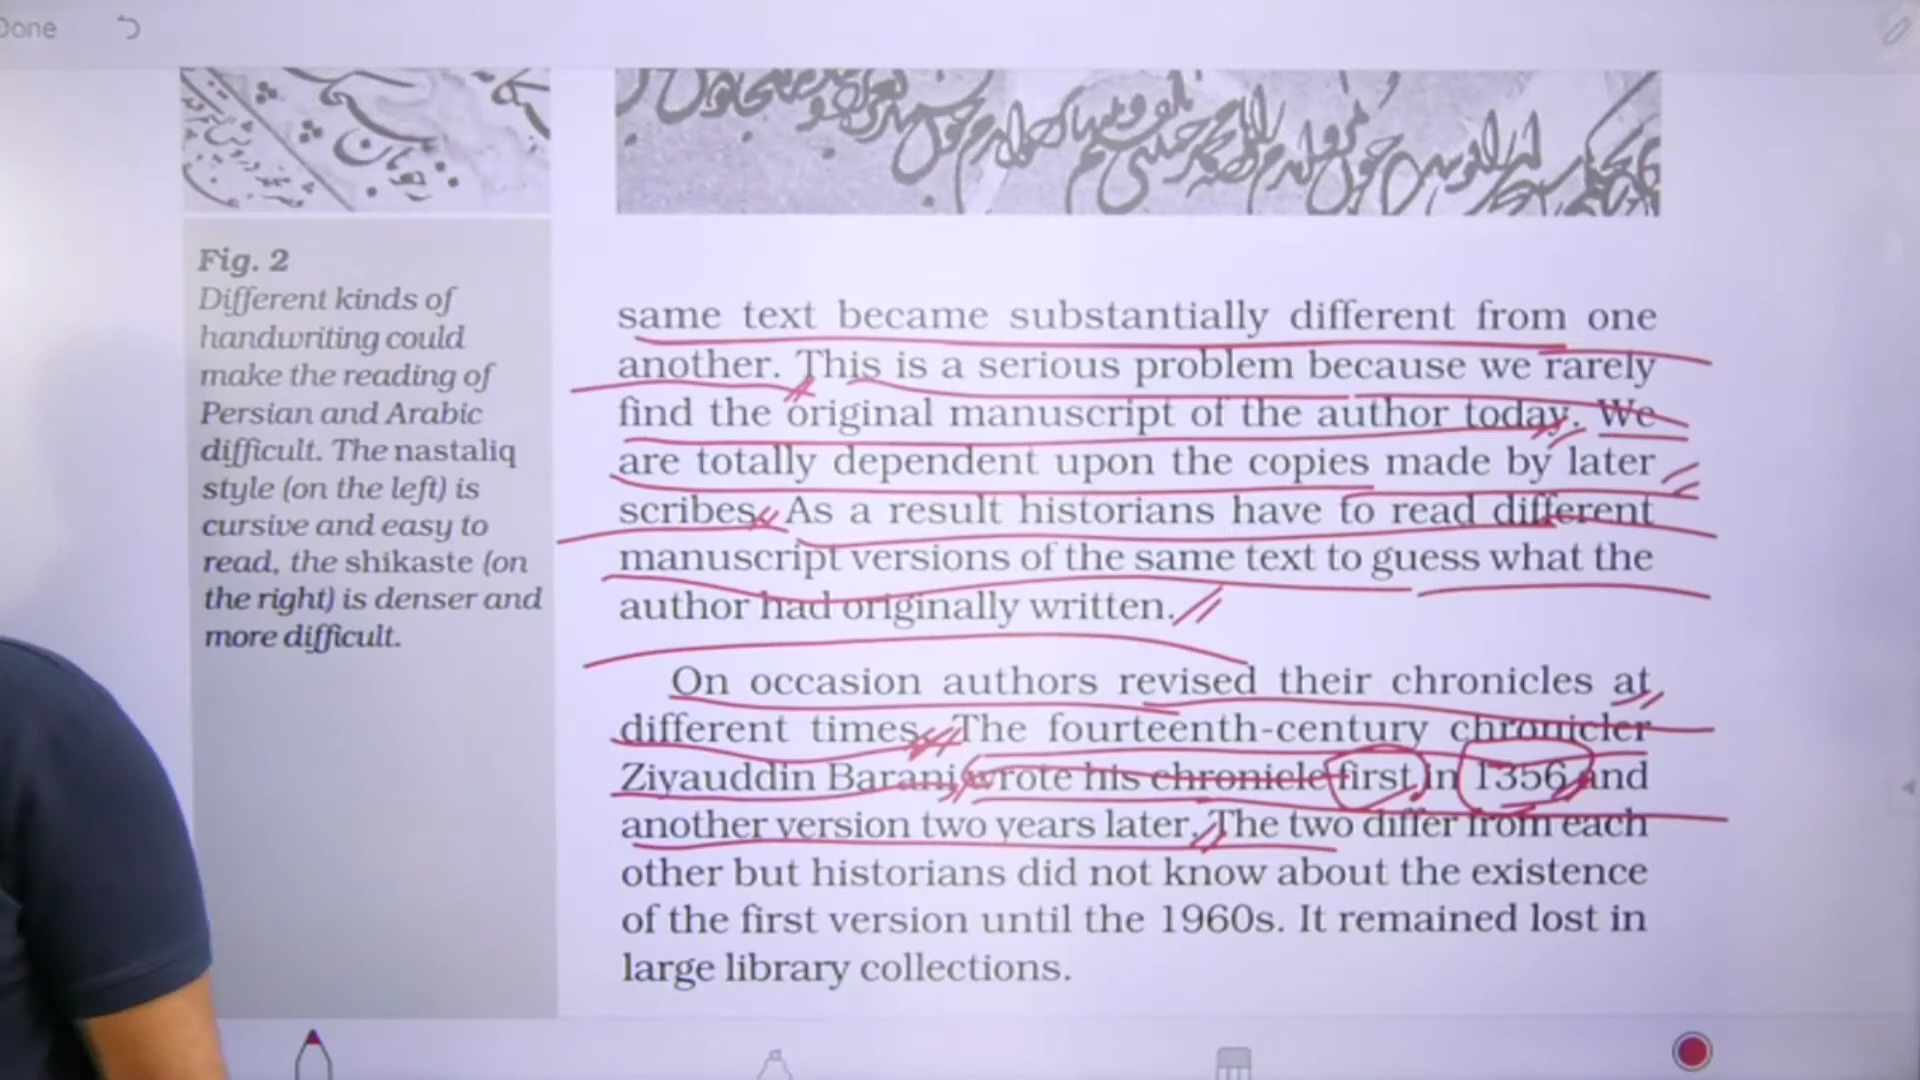 Done
Fig. 2
Different kinds of
handwriting could
make the reading of
Persian and Arabic
difficult. The nastaliq
style (on the left) is
cursive and easy to
read, the shikaste (on
the right) is denser and
more difficult.
same text became substantially different from one
another. This is a serious problem because we rarely
find the original manuscript of the author today. We
are totally dependent upon the copies made by later
scribes. As a result historians have to read different
manuscript versions of the same text to guess what the
author had originally written.
On occasion authors revised their chronicles at
different times. The fourteenth-century chronicler
Ziyauddin Barani wrote his chronicle first in 1356 and
another version two years later. The two differ from each
other but historians did not know about the existence
of the first version until the 1960s. It remained lost in
large library collections.